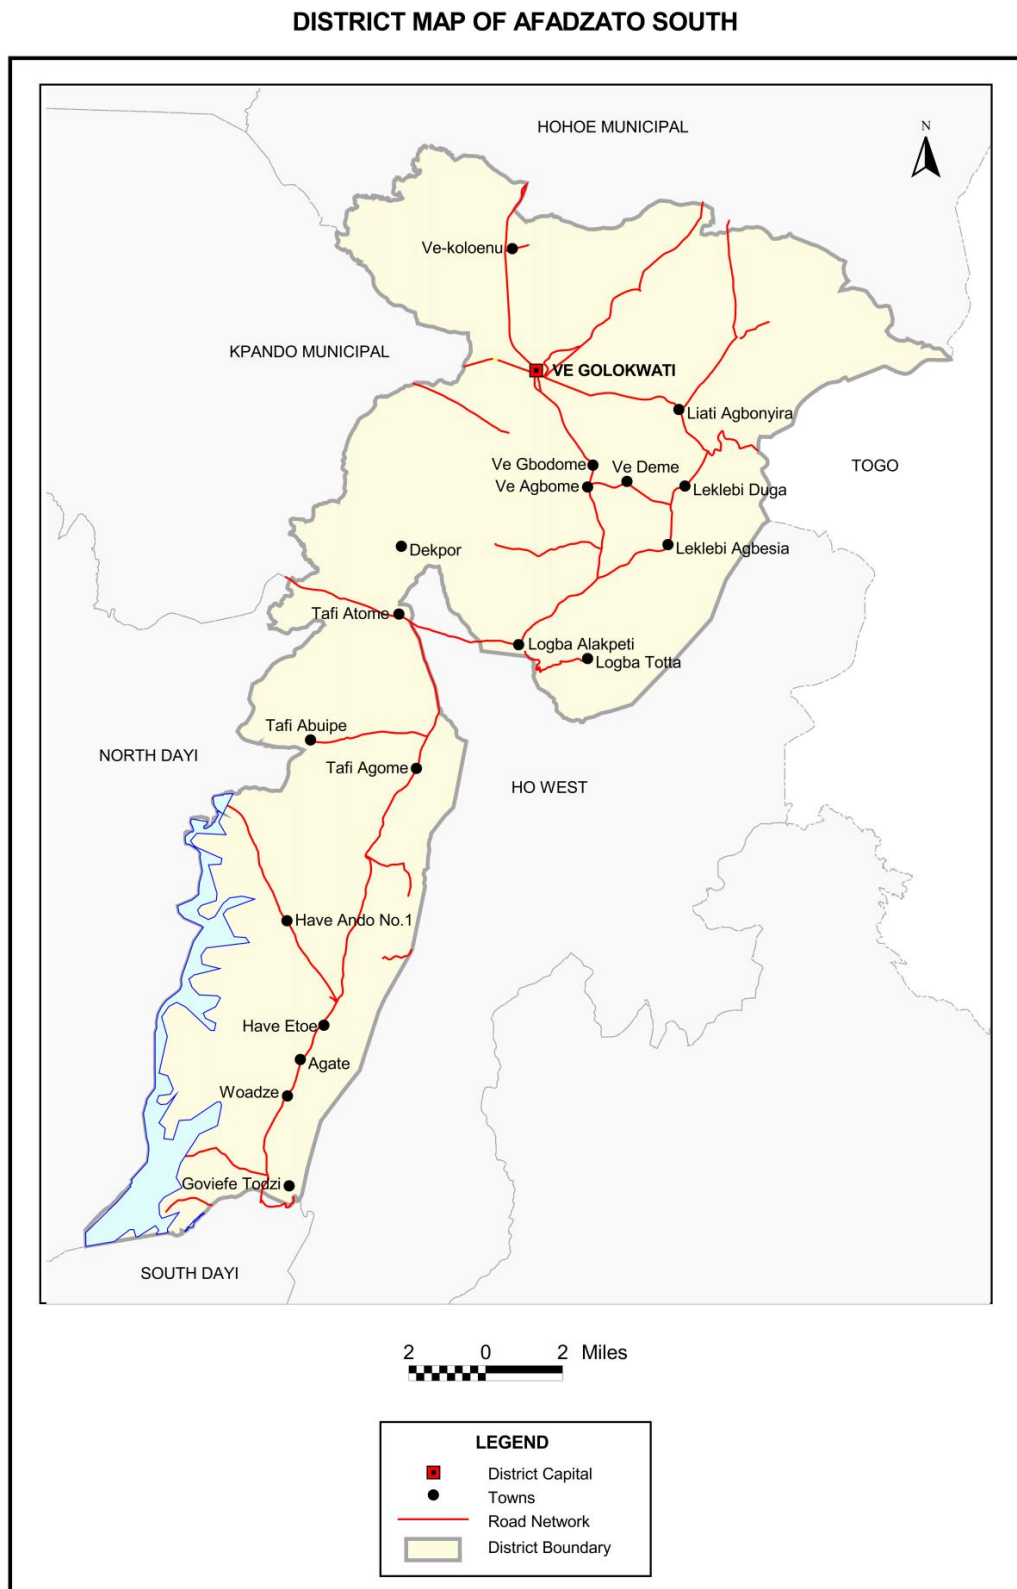 DISTRICT MAP OF AFADZATO SOUTH
HOHOE MUNICIPAL
N
Ve-koloenu
KPANDO MUNICIPAL
VE GOLOKWATI
Liati Agbonyira
Ve Gbodome
Ve Deme
TOGO
Ve Agbome
Leklebi Duga
Dekpor
Leklebi Agbesia
Tafi Atome
Logba Alakpeti
Logba Totta
Tafi Abuipe
NORTH DAYI
Tafi Agome
HO WEST
Have Ando No.1
Have Etoe
Agate
Woadze
Goviefe Todzi
SOUTH DAYI
2 0 2 Miles
LEGEND
District Capital
Towns
Road Network
District Boundary